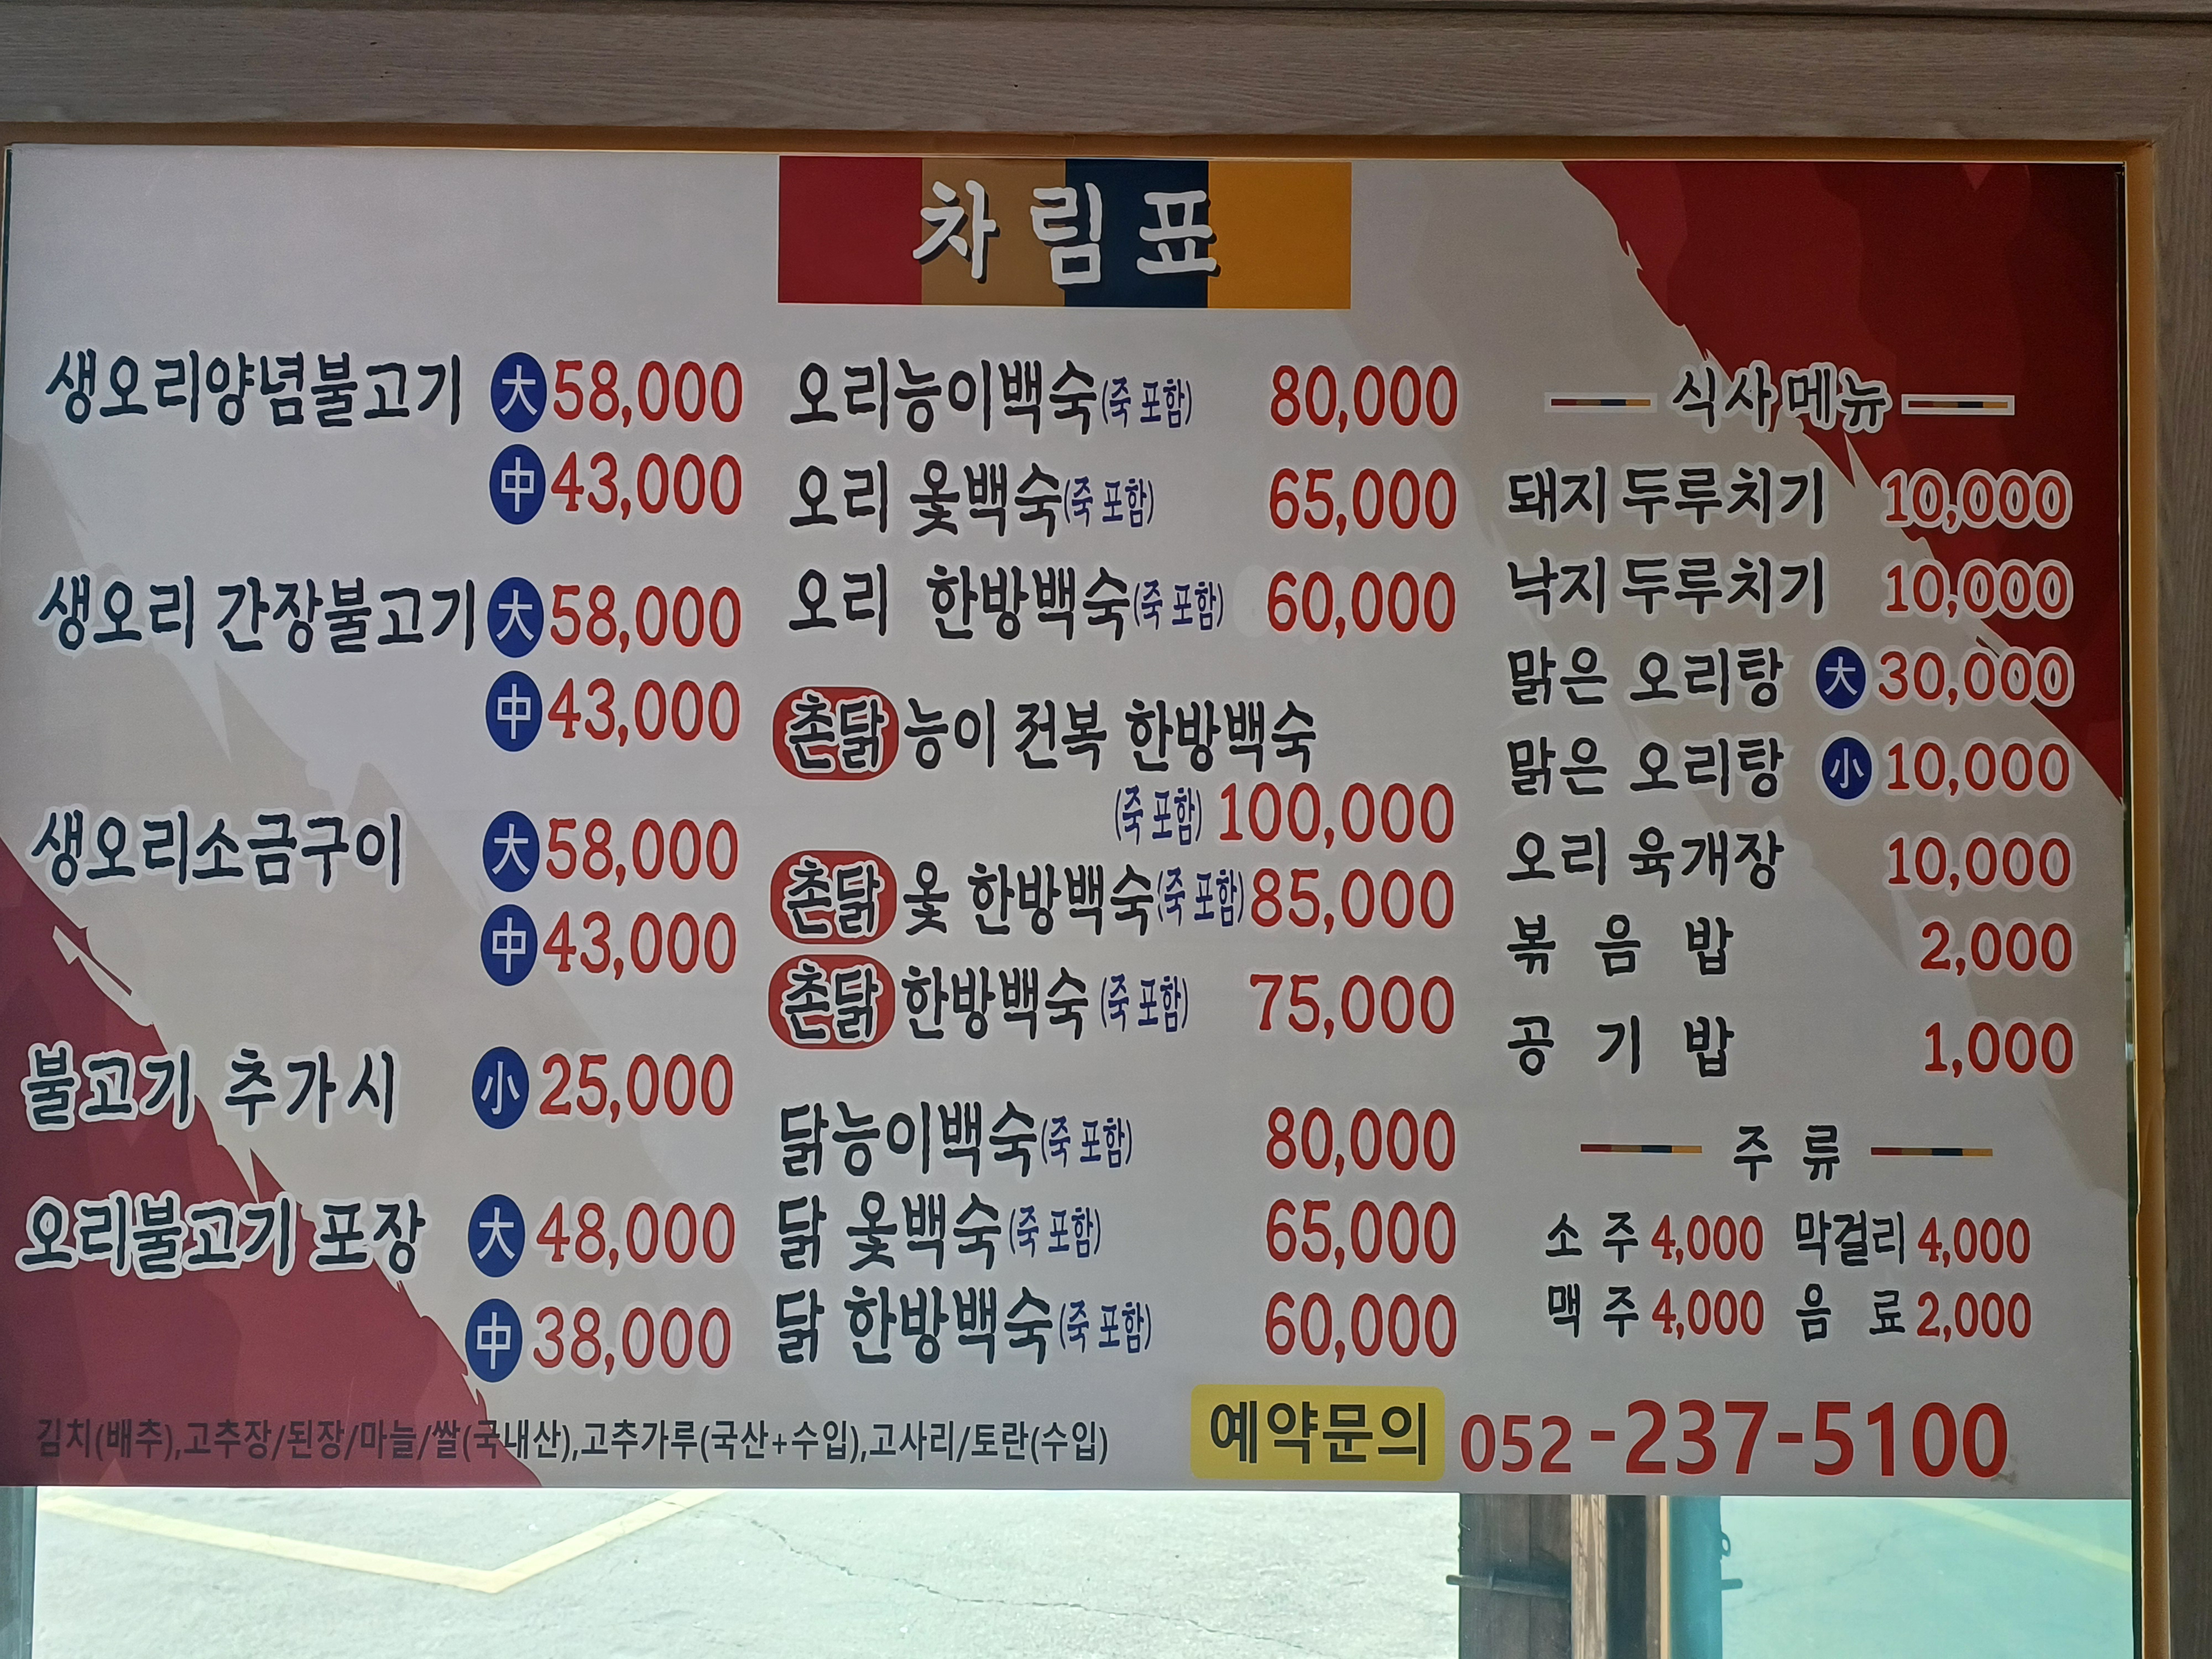 차림표
생오리양념불고기 大 58,000
中 43,000
생오리 간장불고기 大 58,000
中 43,000
생오리소금구이 大 58,000
中 43,000
불고기 추가시 小 25,000
오리불고기 포장 大 48,000
中 38,000
오리능이백숙(죽 포함) 80,000
오리 옻백숙(죽 포함) 65,000
오리 한방백숙(죽 포함) 60,000
촌닭 능이 전복 한방백숙
(죽 포함) 100,000
촌닭 옻 한방백숙(죽 포함) 85,000
촌닭 한방백숙 (죽 포함) 75,000
닭능이백숙(죽 포함) 80,000
닭 옻백숙(죽 포함) 65,000
닭 한방백숙(죽 포함) 60,000
식사메뉴
돼지 두루치기 10,000
낙지 두루치기 10,000
맑은 오리탕 大 30,000
맑은 오리탕 小 10,000
오리 육개장 10,000
볶음밥 2,000
공기밥 1,000
주류
소주 4,000 막걸리 4,000
맥주 4,000 음료 2,000
김치(배추),고추장/된장/마늘/쌀(국내산),고추가루(국산+수입),고사리/토란(수입)
예약문의 052-237-5100